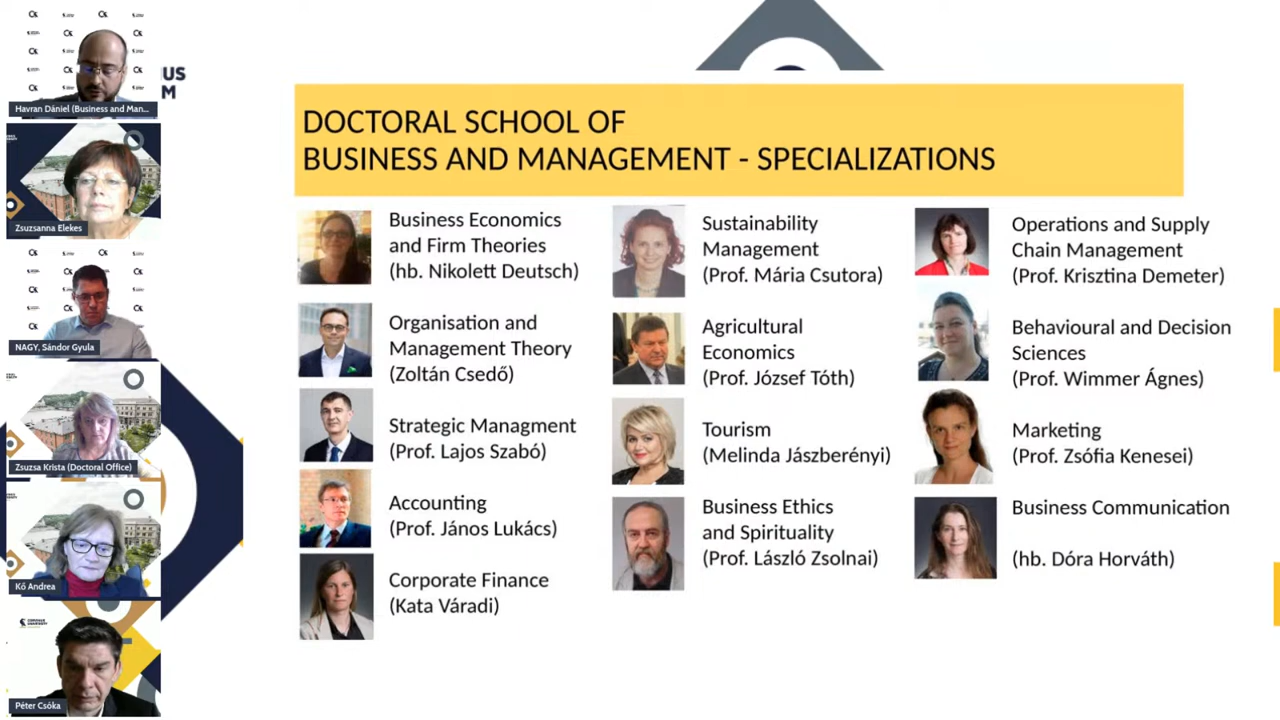 US
M
Havran Dániel (Business and Man...
Zsuzsanna Elekes
NAGY, Sándor Gyula
Zsuzsa Krista (Doctoral Office)
Kő Andrea
CORVINUS
UNIVERSITY
Péter Csóka
DOCTORAL SCHOOL OF
BUSINESS AND MANAGEMENT - SPECIALIZATIONS
Business Economics
and Firm Theories
(hb. Nikolett Deutsch)
Organisation and
Management Theory
(Zoltán Csedő)
Strategic Managment
(Prof. Lajos Szabó)
Accounting
(Prof. János Lukács)
Corporate Finance
(Kata Váradi)
Sustainability
Management
(Prof. Mária Csutora)
Agricultural
Economics
(Prof. József Tóth)
Tourism
(Melinda Jászberényi)
Business Ethics
and Spirituality
(Prof. László Zsolnai)
Operations and Supply
Chain Management
(Prof. Krisztina Demeter)
Behavioural and Decision
Sciences
(Prof. Wimmer Ágnes)
Marketing
(Prof. Zsófia Kenesei)
Business Communication
(hb. Dóra Horváth)